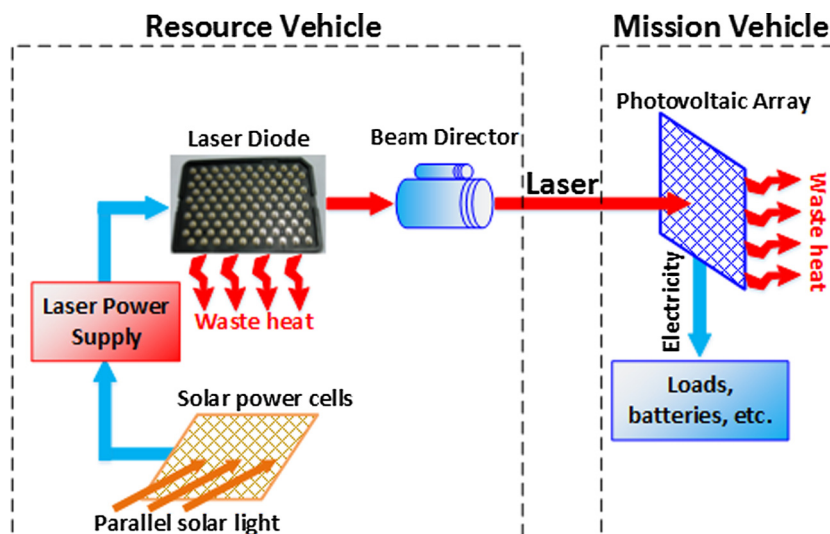 Resource Vehicle
Mission Vehicle
Photovoltaic Array
Laser Diode
Beam Director
Laser
Waste heat
Laser Power
Supply
Waste heat
Electricity
Loads,
batteries, etc.
Solar power cells
Parallel solar light